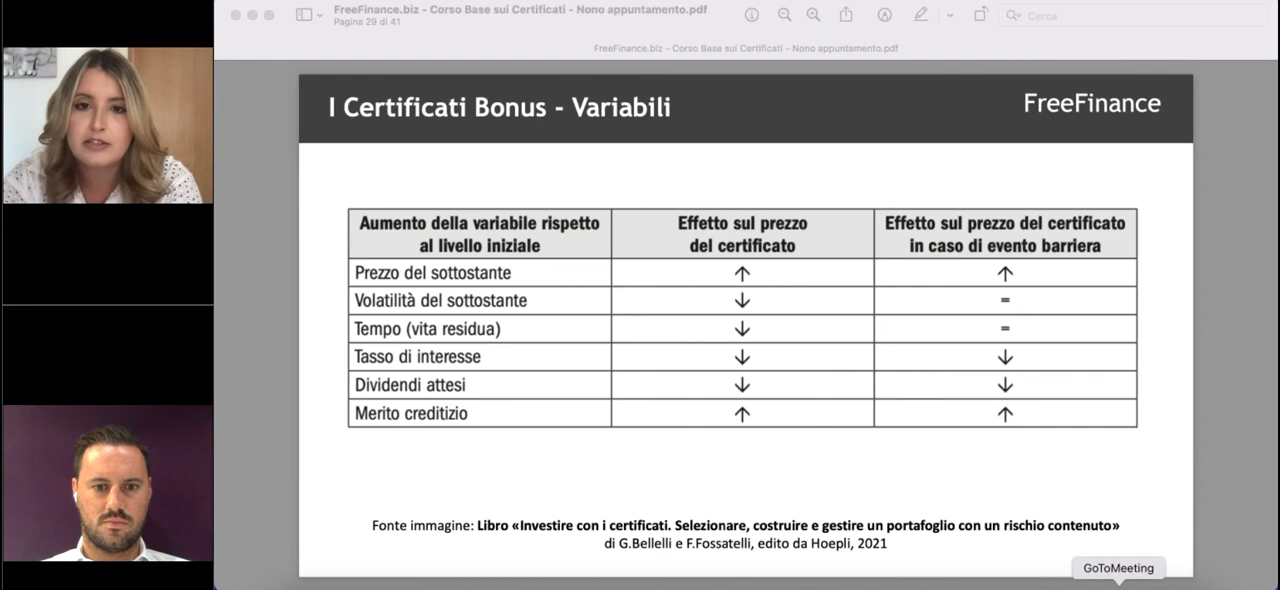 FreeFinance.biz - Corso Base sui Certificati - Nono appuntamento.pdf
Pagina 29 di 41
Cerca
FreeFinance.biz - Corso Base sui Certificati - Nono appuntamento.pdf
I Certificati Bonus - Variabili
FreeFinance
Aumento della variabile rispetto
al livello iniziale
Effetto sul prezzo
del certificato
Effetto sul prezzo del certificato
in caso di evento barriera
Prezzo del sottostante ↑ ↑
Volatilità del sottostante ↓ =
Tempo (vita residua) ↓ =
Tasso di interesse ↓ ↓
Dividendi attesi ↓ ↓
Merito creditizio ↑ ↑
Fonte immagine: Libro «Investire con i certificati. Selezionare, costruire e gestire un portafoglio con un rischio contenuto»
di G.Bellelli e F.Fossatelli, edito da Hoepli, 2021
GoToMeeting